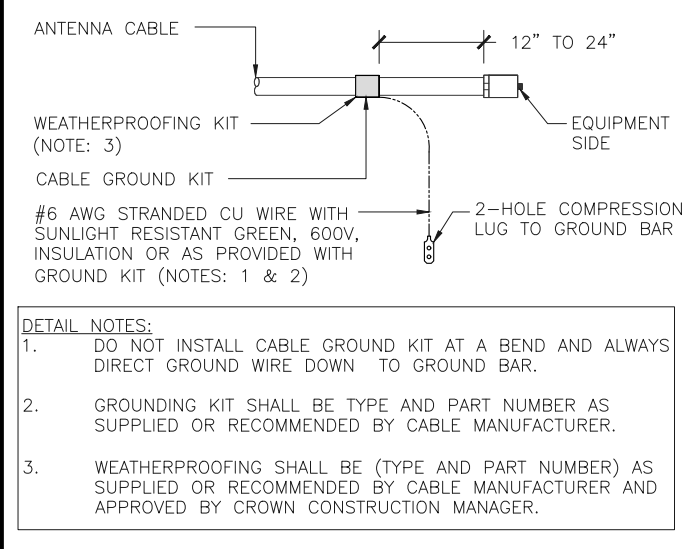 ANTENNA CABLE
12" TO 24"
WEATHERPROOFING KIT
(NOTE: 3)
EQUIPMENT
SIDE
CABLE GROUND KIT
#6 AWG STRANDED CU WIRE WITH
SUNLIGHT RESISTANT GREEN, 600V,
INSULATION OR AS PROVIDED WITH
GROUND KIT (NOTES: 1 & 2)
2-HOLE COMPRESSION
LUG TO GROUND BAR
DETAIL NOTES:
1. DO NOT INSTALL CABLE GROUND KIT AT A BEND AND ALWAYS
DIRECT GROUND WIRE DOWN TO GROUND BAR.
2. GROUNDING KIT SHALL BE TYPE AND PART NUMBER AS
SUPPLIED OR RECOMMENDED BY CABLE MANUFACTURER.
3. WEATHERPROOFING SHALL BE (TYPE AND PART NUMBER) AS
SUPPLIED OR RECOMMENDED BY CABLE MANUFACTURER AND
APPROVED BY CROWN CONSTRUCTION MANAGER.